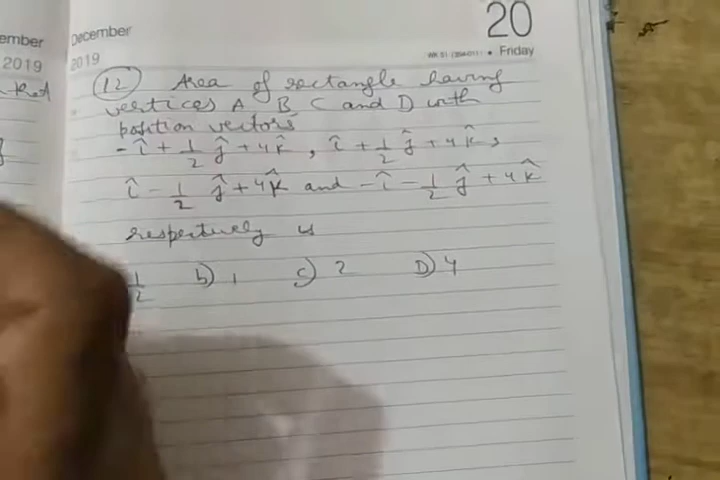 20
December
Friday
2019
ember
2019
(12) Area of rectangle having
vertices A, B, C and D with
position vectors
-î + 1/2 ĵ + 4k̂, î + 1/2 ĵ + 4k̂,
î - 1/2 ĵ + 4k̂ and -î - 1/2 ĵ + 4k̂
respectively is
1/2 b) 1 c) 2 D) 4